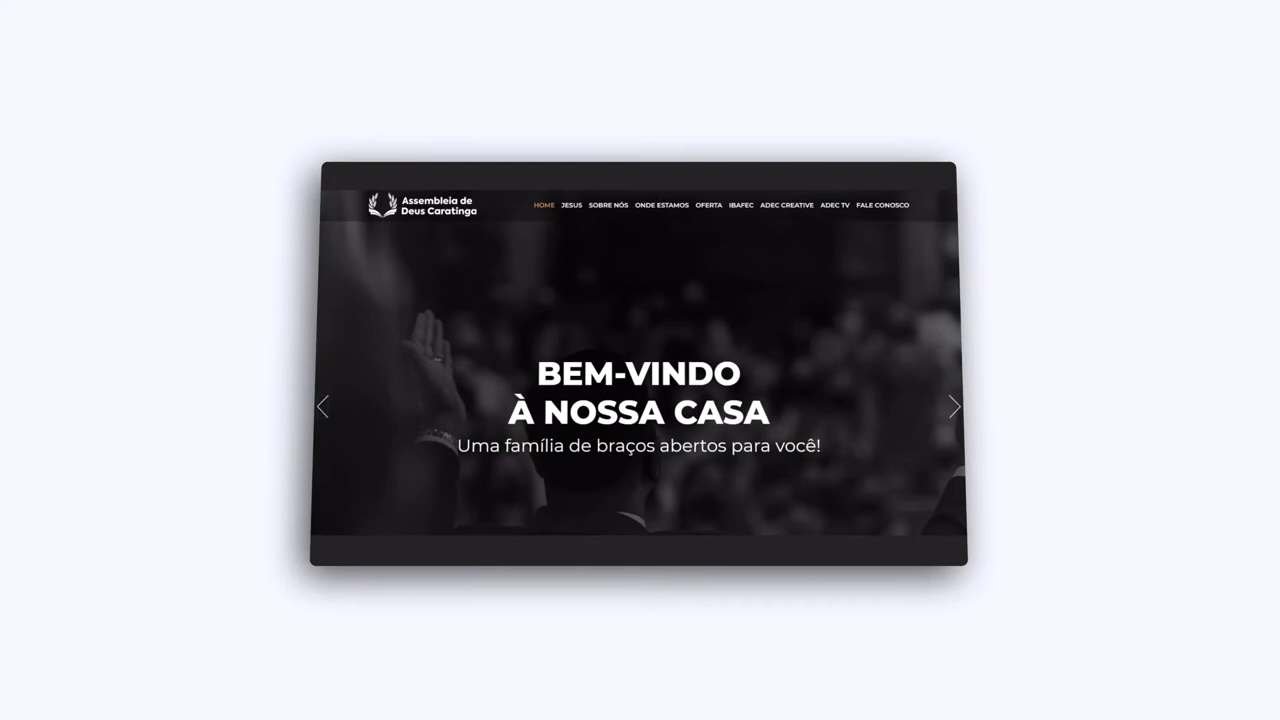 Assembleia de
Deus Caratinga
HOME JESUS SOBRE NÓS ONDE ESTAMOS OFERTA IBAFEC ADEC CREATIVE ADEC TV FALE CONOSCO
BEM-VINDO
À NOSSA CASA
Uma família de braços abertos para você!